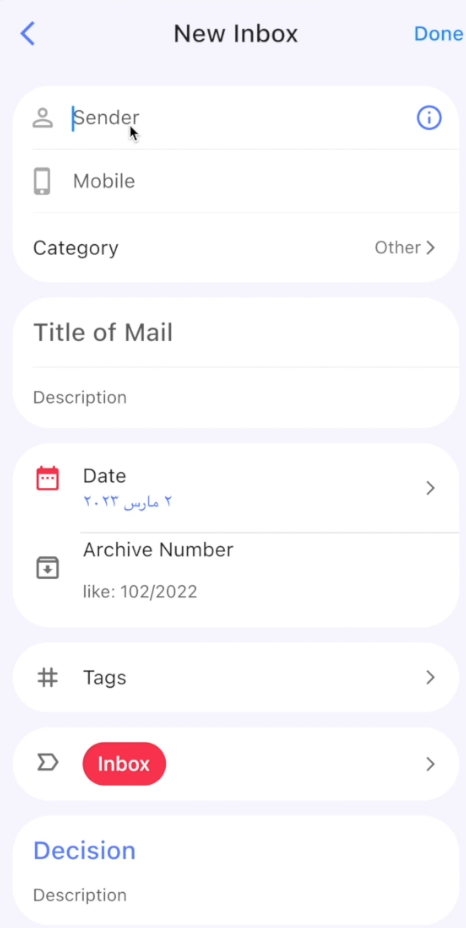 New Inbox
Done
Sender
Mobile
Category
Other
Title of Mail
Description
Date
٢ مارس ٢٠٢٣
Archive Number
like: 102/2022
Tags
Inbox
Decision
Description